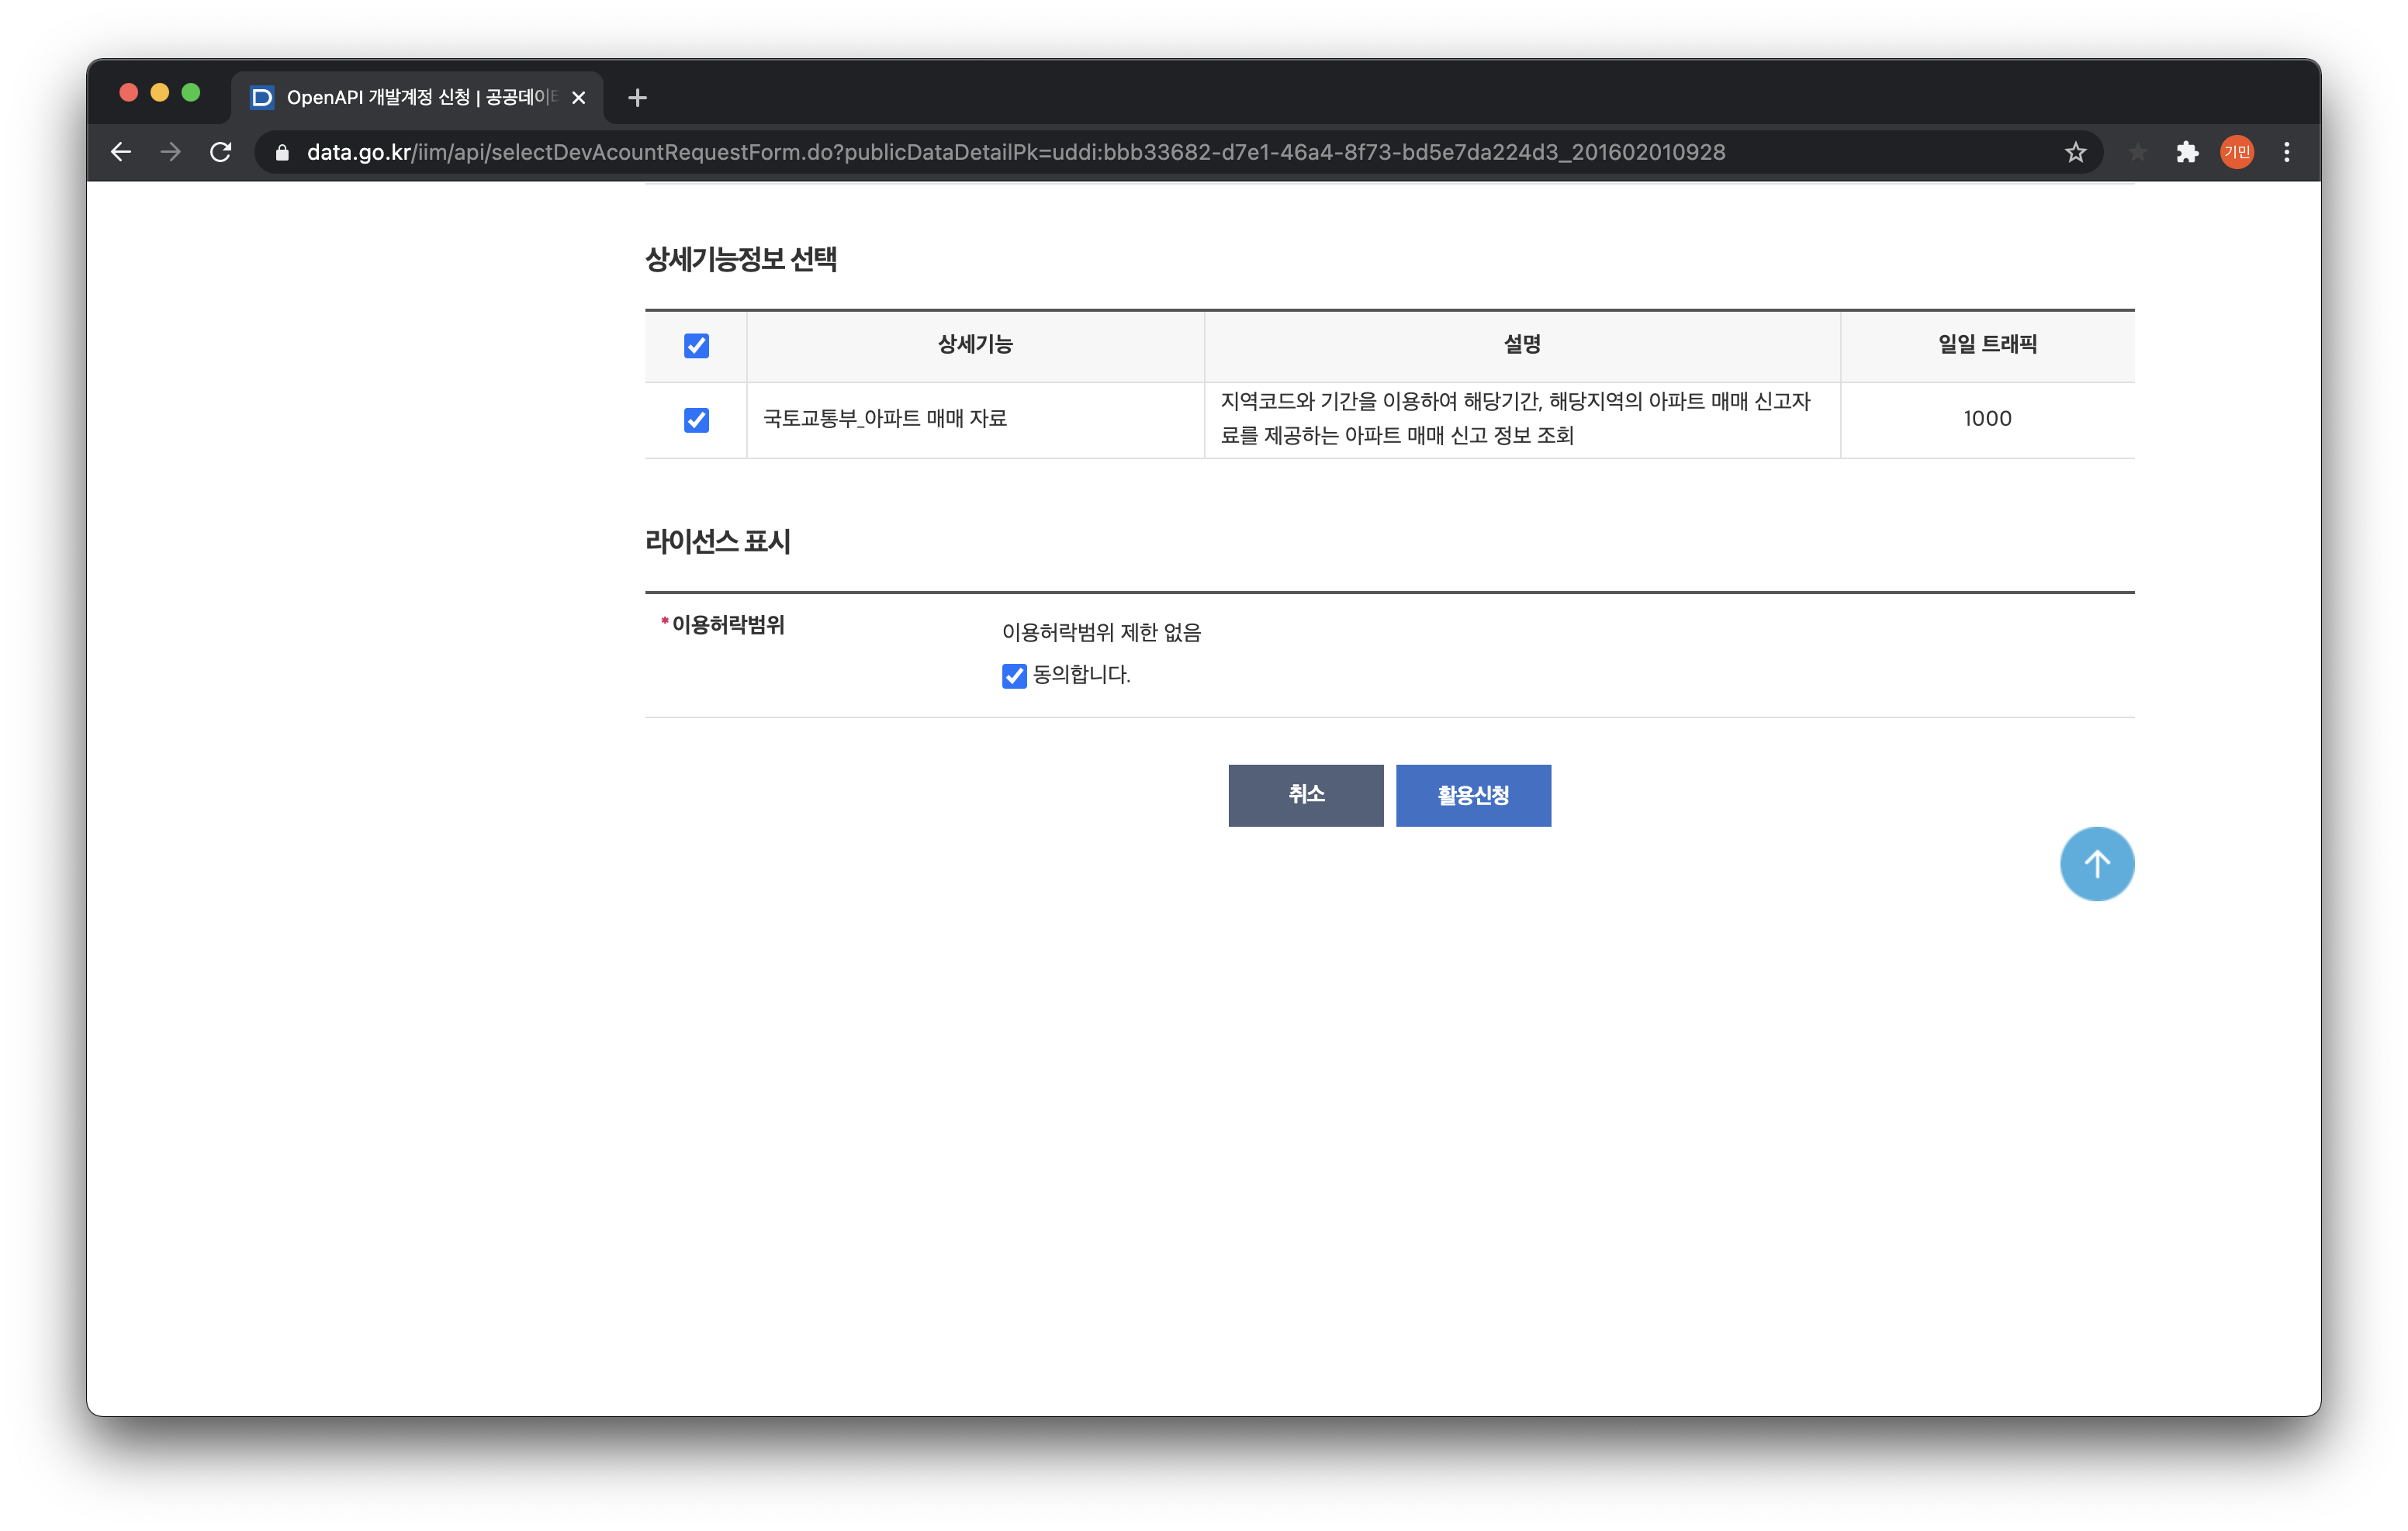 OpenAPI 개발계정 신청 | 공공데이터
data.go.kr/iim/api/selectDevAcountRequestForm.do?publicDataDetailPk=uddi:bbb33682-d7e1-46a4-8f73-bd5e7da224d3_201602010928
기민
상세기능정보 선택
상세기능 설명 일일 트래픽
국토교통부_아파트 매매 자료
지역코드와 기간을 이용하여 해당기간, 해당지역의 아파트 매매 신고자
료를 제공하는 아파트 매매 신고 정보 조회
1000
라이선스 표시
*이용허락범위
이용허락범위 제한 없음
동의합니다.
취소 활용신청